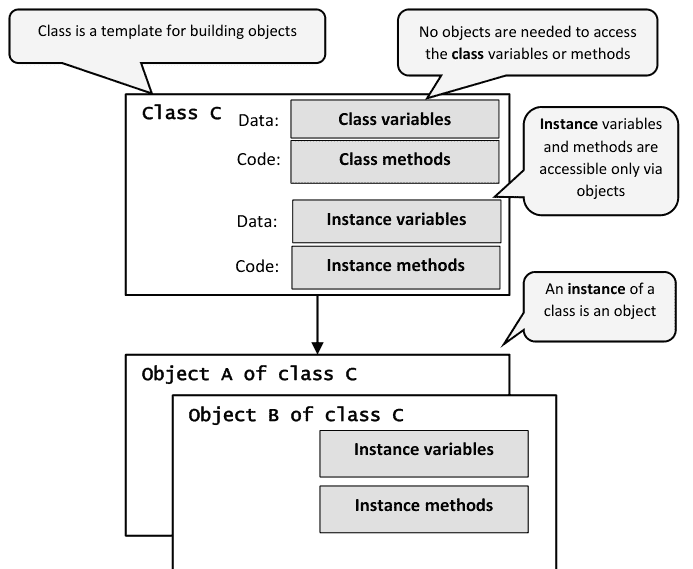 Class is a template for building objects
No objects are needed to access
the class variables or methods
Class C
Data:
Class variables
Code:
Class methods
Instance variables
and methods are
accessible only via
objects
Data:
Instance variables
Code:
Instance methods
An instance of a
class is an object
Object A of class C
Object B of class C
Instance variables
Instance methods